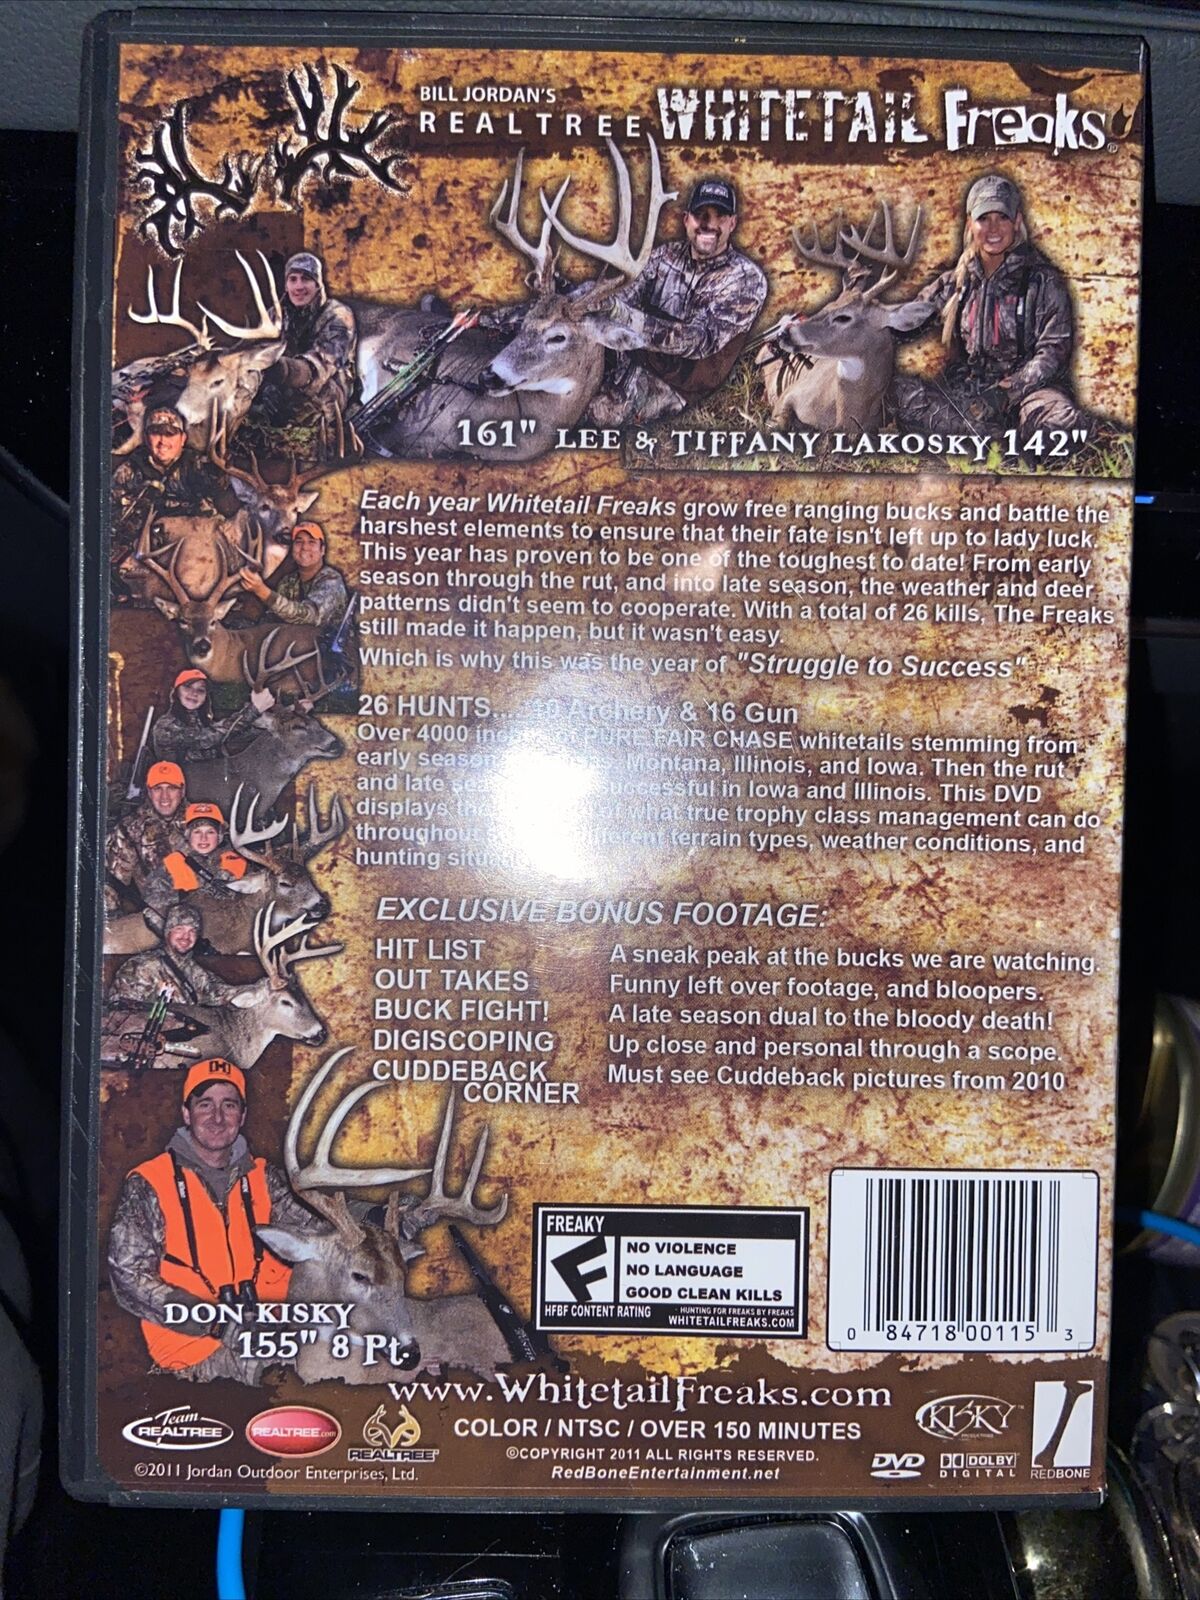 BILL JORDAN'S
REALTREE WHITETAIL Freaks®
161" LEE & TIFFANY LAKOSKY 142"
Each year Whitetail Freaks grow free ranging bucks and battle the
harshest elements to ensure that their fate isn't left up to lady luck.
This year has proven to be one of the toughest to date! From early
season through the rut, and into late season, the weather and deer
patterns didn't seem to cooperate. With a total of 26 kills, The Freaks
still made it happen, but it wasn't easy.
Which is why this was the year of "Struggle to Success"
26 HUNTS... 10 Archery & 16 Gun
Over 4000 inches of PURE FAIR CHASE whitetails stemming from
early season Montana, Illinois, and Iowa. Then the rut
and late successful in Iowa and Illinois. This DVD
displays of what true trophy class management can do
throughout different terrain types, weather conditions, and
hunting
EXCLUSIVE BONUS FOOTAGE:
HIT LIST A sneak peak at the bucks we are watching.
OUT TAKES Funny left over footage, and bloopers.
BUCK FIGHT! A late season dual to the bloody death!
DIGISCOPING Up close and personal through a scope.
CUDDEBACK Must see Cuddeback pictures from 2010
CORNER
DON KISKY
155" 8 Pt.
FREAKY
F
NO VIOLENCE
NO LANGUAGE
GOOD CLEAN KILLS
HFBF CONTENT RATING
HUNTING FOR FREAKS BY FREAKS
WHITETAILFREAKS.COM
0 84718 00115 3
www.WhitetailFreaks.com
COLOR / NTSC / OVER 150 MINUTES
©COPYRIGHT 2011 ALL RIGHTS RESERVED.
RedBoneEntertainment.net
Team
REALTREE
REALTREE.com
REALTREE®
©2011 Jordan Outdoor Enterprises, Ltd.
KISKY™
PRODUCTIONS
DVD
DOLBY
DIGITAL
REDBONE